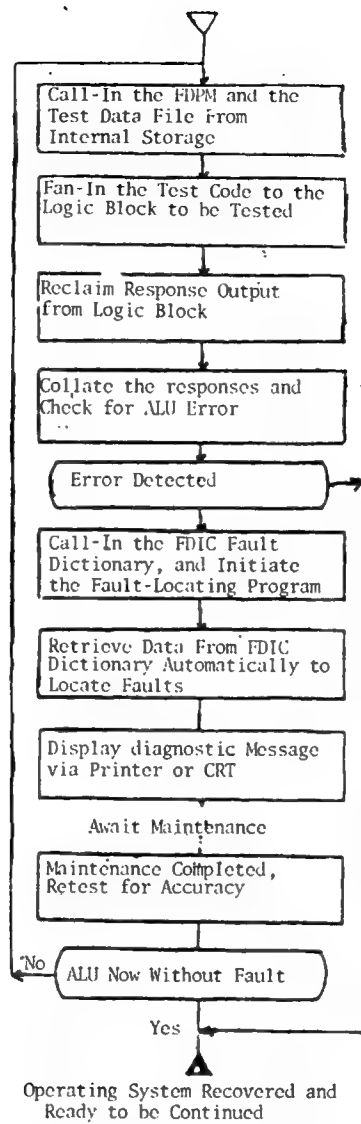 Call-In the FDPM and the
Test Data File From
Internal Storage
Fan-In the Test Code to the
Logic Block to be Tested
Reclaim Response Output
from Logic Block
Collate the responses and
Check for ALU Error
Error Detected
Call-In the FDIC Fault
Dictionary, and Initiate
the Fault-Locating Program
Retrieve Data From FDIC
Dictionary Automatically to
Locate Faults
Display diagnostic Message
via Printer or CRT
Await Maintenance
Maintenance Completed,
Retest for Accuracy
No
ALU Now Without Fault
Yes
Operating System Recovered and
Ready to be Continued